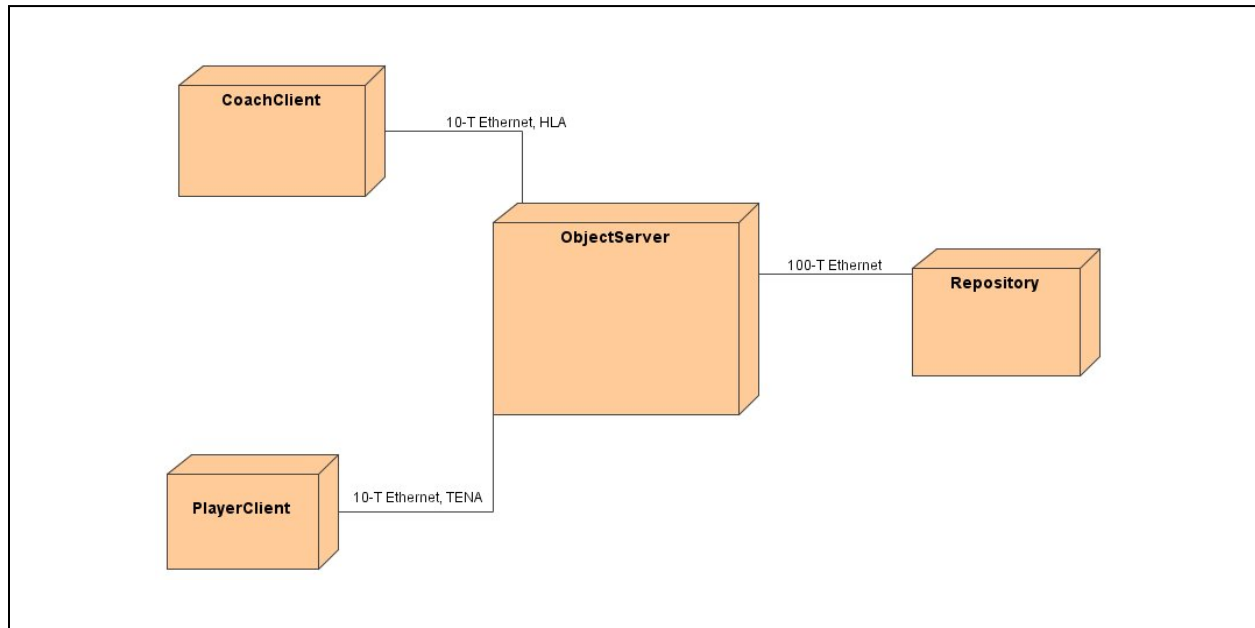 CoachClient
10-T Ethernet, HLA
ObjectServer
100-T Ethernet
Repository
PlayerClient
10-T Ethernet, TENA